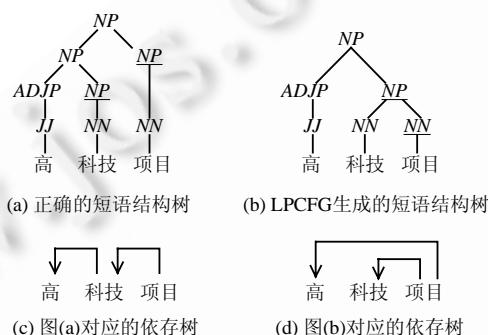 NP
NP NP
ADJP NP
JJ NN NN
高 科技 项目
(a) 正确的短语结构树
NP
ADJP NP
JJ NN NN
高 科技 项目
(b) LPCFG生成的短语结构树
高 科技 项目
(c) 图(a)对应的依存树
高 科技 项目
(d) 图(b)对应的依存树